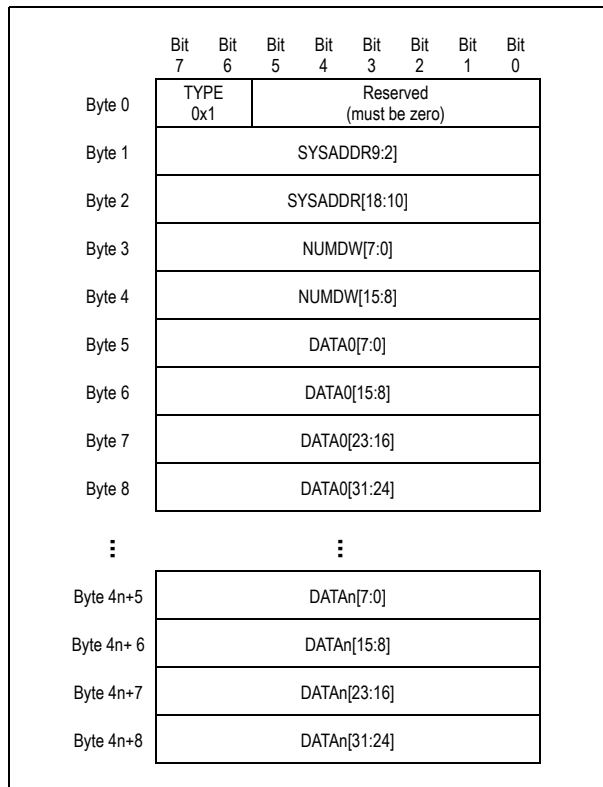 Bit Bit Bit Bit Bit Bit Bit Bit
7 6 5 4 3 2 1 0
Byte 0
TYPE
0x1
Reserved
(must be zero)
Byte 1 SYSADDR9:2]
Byte 2 SYSADDR[18:10]
Byte 3 NUMDW[7:0]
Byte 4 NUMDW[15:8]
Byte 5 DATA0[7:0]
Byte 6 DATA0[15:8]
Byte 7 DATA0[23:16]
Byte 8 DATA0[31:24]
... ...
Byte 4n+5 DATAn[7:0]
Byte 4n+ 6 DATAn[15:8]
Byte 4n+7 DATAn[23:16]
Byte 4n+8 DATAn[31:24]